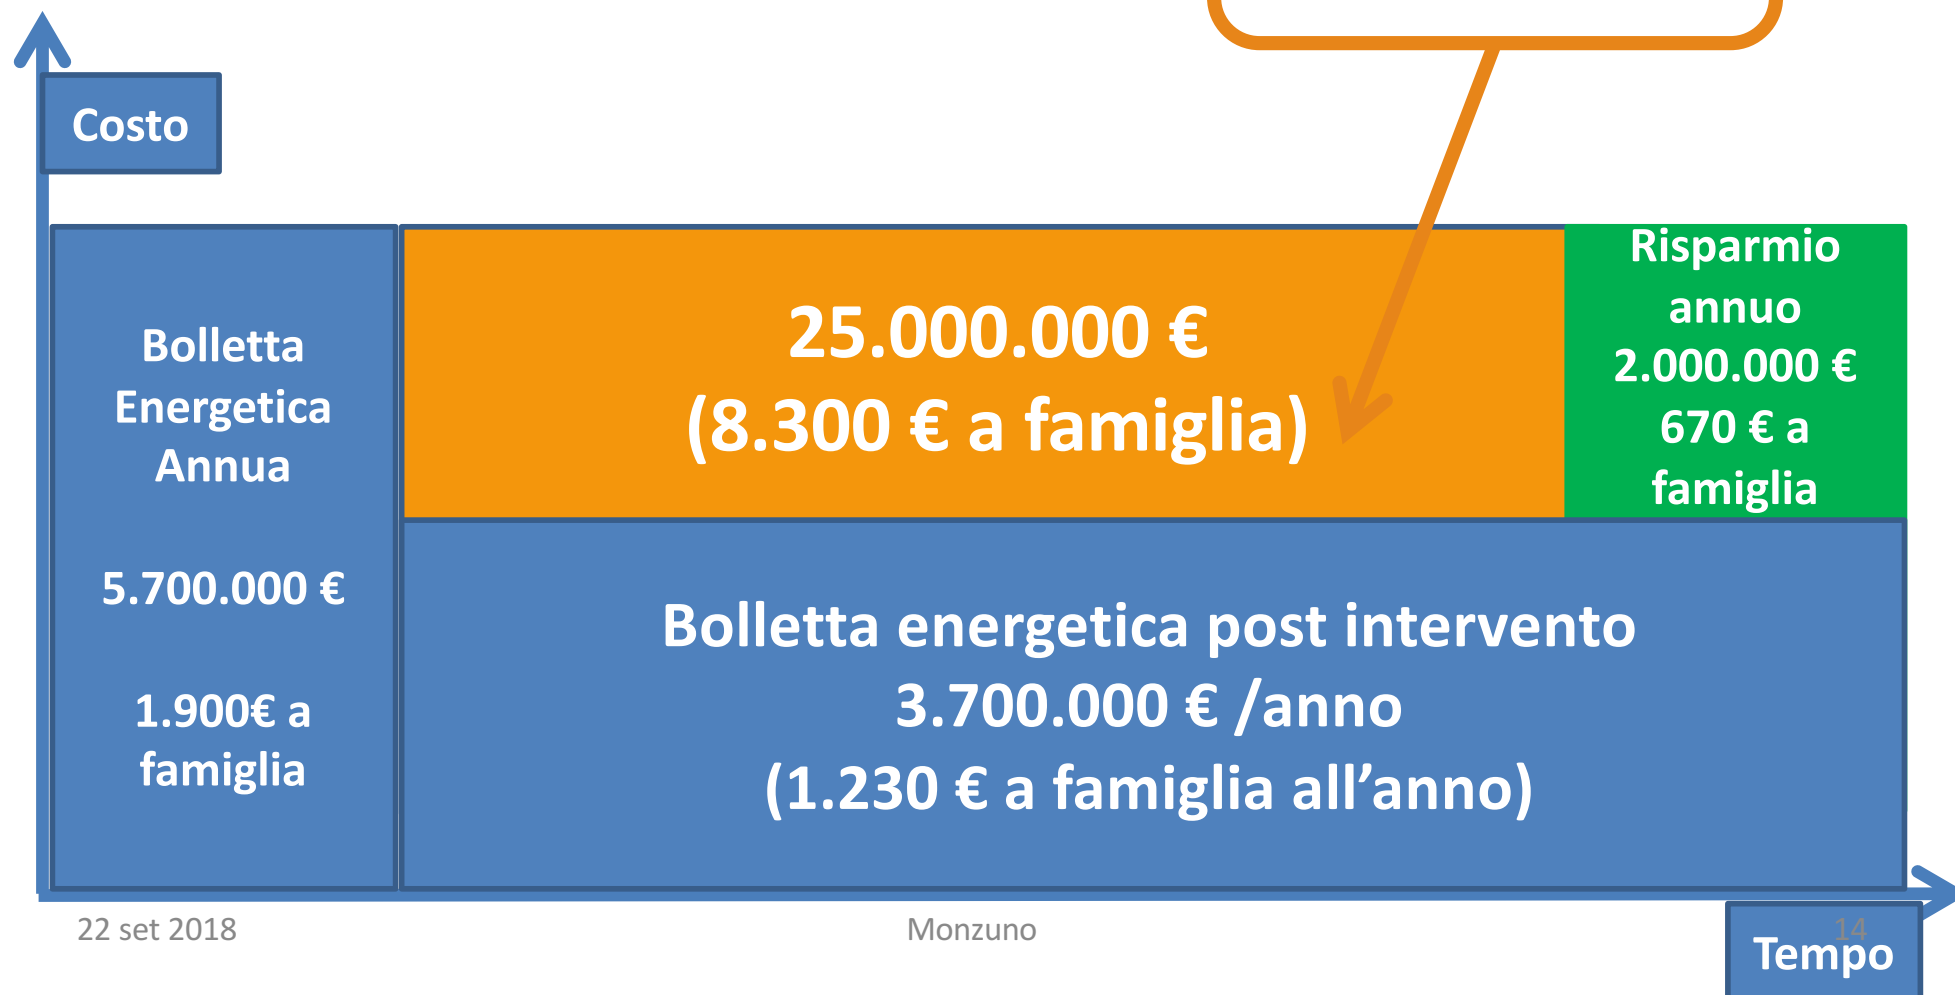 Costo
Bolletta
Energetica
Annua
5.700.000 €
1.900€ a
famiglia
25.000.000 €
(8.300 € a famiglia)
Risparmio
annuo
2.000.000 €
670 € a
famiglia
Bolletta energetica post intervento
3.700.000 € /anno
(1.230 € a famiglia all’anno)
22 set 2018
Monzuno
14
Tempo